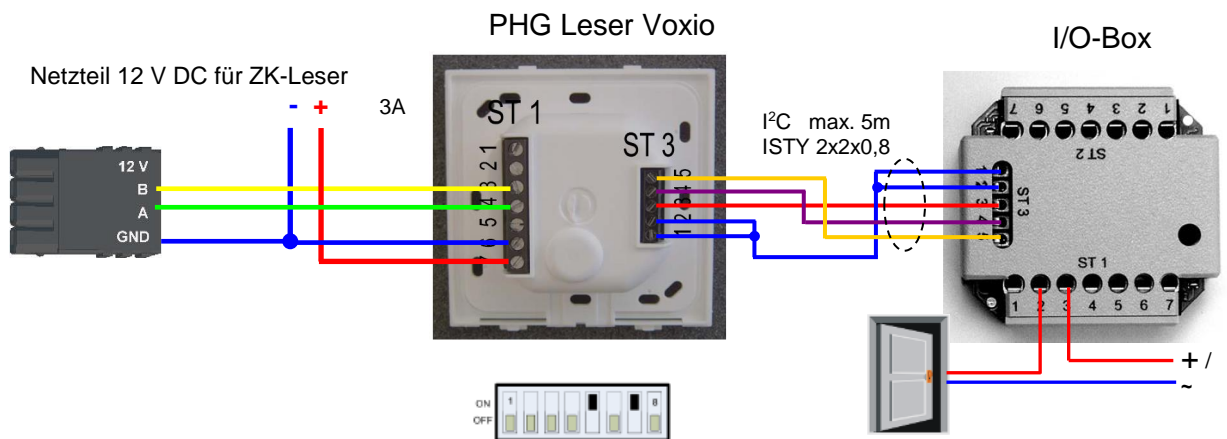 PHG Leser Voxio
I/O-Box
Netzteil 12 V DC für ZK-Leser
- + 3A
12 V
B
A
GND
ST 1
1
2
3
4
5
6
7
ST 3
5
4
3
2
1
I²C max. 5m
ISTY 2x2x0,8
7 6 5 4 3 2 1
ST 2
1
2
3
4
5
ST 3
ST 1
1 2 3 4 5 6 7
+ /
~
ON 1 8
OFF